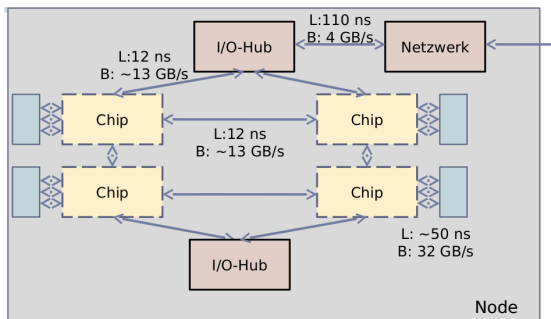 L:110 ns
B: 4 GB/s
I/O-Hub
Netzwerk
L:12 ns
B: ~13 GB/s
Chip
Chip
L:12 ns
B: ~13 GB/s
Chip
Chip
L: ~50 ns
B: 32 GB/s
I/O-Hub
Node